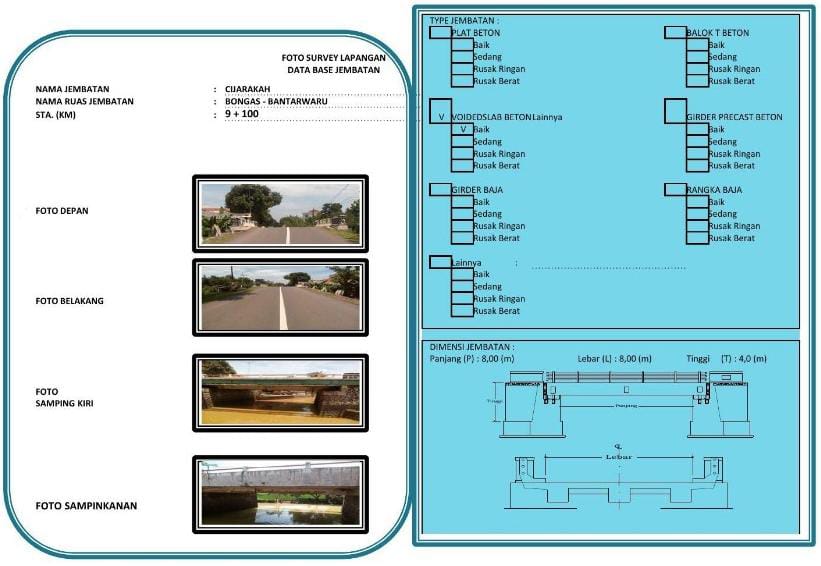 FOTO SURVEY LAPANGAN
DATA BASE JEMBATAN
NAMA JEMBATAN : CIJARAKAH
NAMA RUAS JEMBATAN : BONGAS - BANTARWARU
STA. (KM) : 9 + 100
FOTO DEPAN
FOTO BELAKANG
FOTO
SAMPING KIRI
FOTO SAMPINKANAN
TYPE JEMBATAN :
PLAT BETON
Baik
Sedang
Rusak Ringan
Rusak Berat
BALOK T BETON
Baik
Sedang
Rusak Ringan
Rusak Berat
V VOIDEDSLAB BETON Lainnya
V Baik
Sedang
Rusak Ringan
Rusak Berat
GIRDER PRECAST BETON
Baik
Sedang
Rusak Ringan
Rusak Berat
GIRDER BAJA
Baik
Sedang
Rusak Ringan
Rusak Berat
RANGKA BAJA
Baik
Sedang
Rusak Ringan
Rusak Berat
Lainnya :
Baik
Sedang
Rusak Ringan
Rusak Berat
DIMENSI JEMBATAN :
Panjang (P) : 8,00 (m) Lebar (L) : 8,00 (m) Tinggi (T) : 4,0 (m)
Tinggi
Panjang
Lebar